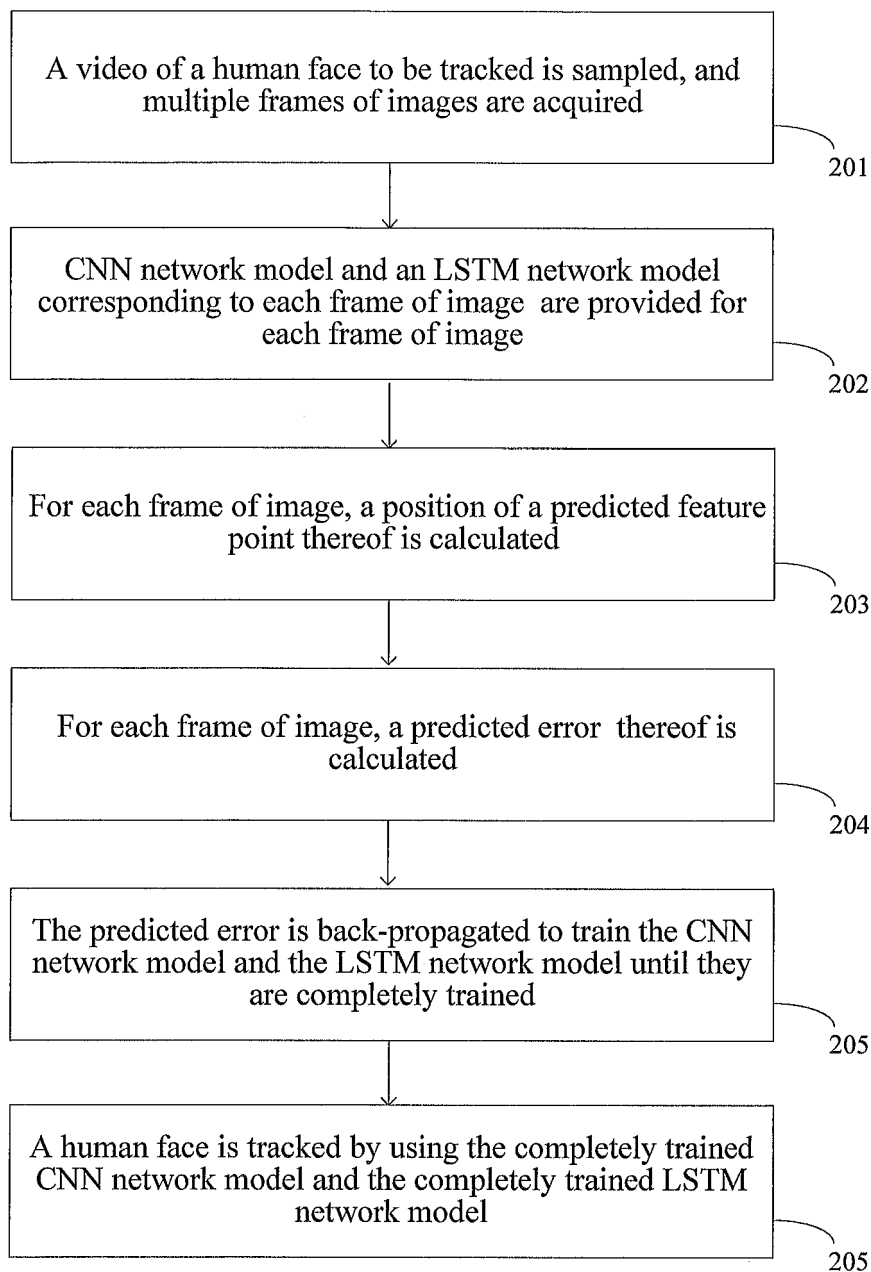 A video of a human face to be tracked is sampled, and
multiple frames of images are acquired
201
CNN network model and an LSTM network model
corresponding to each frame of image are provided for
each frame of image
202
For each frame of image, a position of a predicted feature
point thereof is calculated
203
For each frame of image, a predicted error thereof is
calculated
204
The predicted error is back-propagated to train the CNN
network model and the LSTM network model until they
are completely trained
205
A human face is tracked by using the completely trained
CNN network model and the completely trained LSTM
network model
205